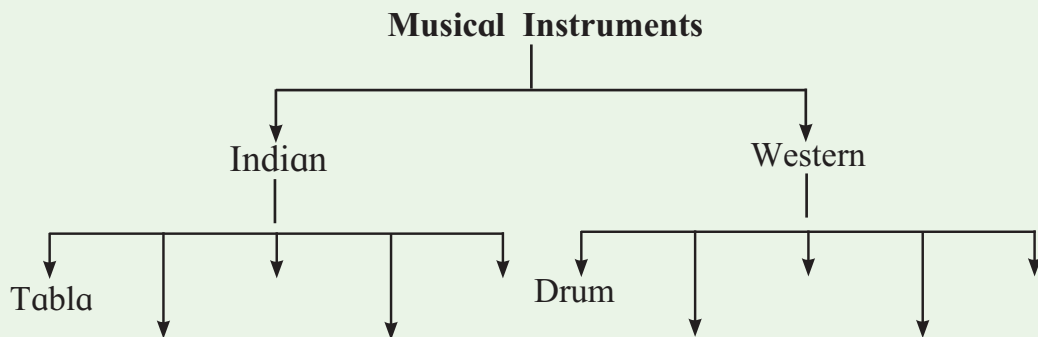 Musical Instruments
Indian
Western
Tabla
Drum